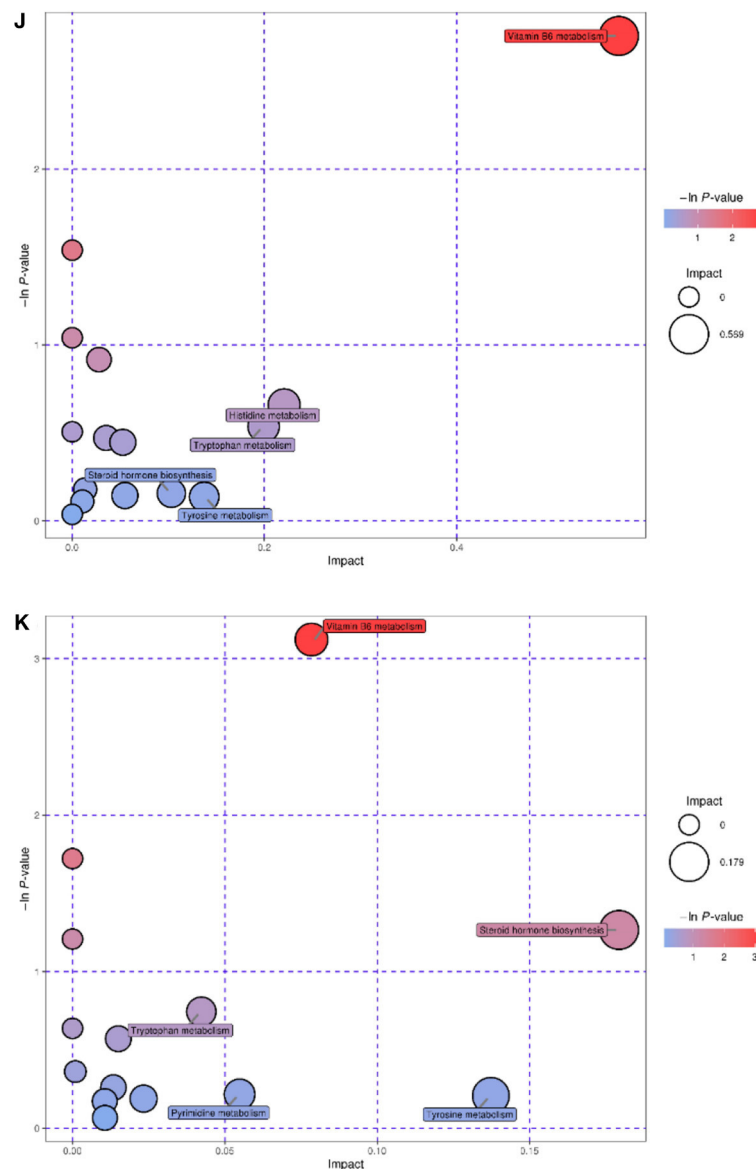 J
Vitamin B6 metabolism
2
1
0
−ln P-value
Histidine metabolism
Tryptophan metabolism
Steroid hormone biosynthesis
Tyrosine metabolism
0.0
0.2
0.4
Impact
−ln P-value
1
2
Impact
0
0.569
K
Vitamin B6 metabolism
3
2
1
0
−ln P-value
Steroid hormone biosynthesis
Tryptophan metabolism
Pyrimidine metabolism
Tyrosine metabolism
0.00
0.05
0.10
0.15
Impact
Impact
0
0.179
−ln P-value
1
2
3